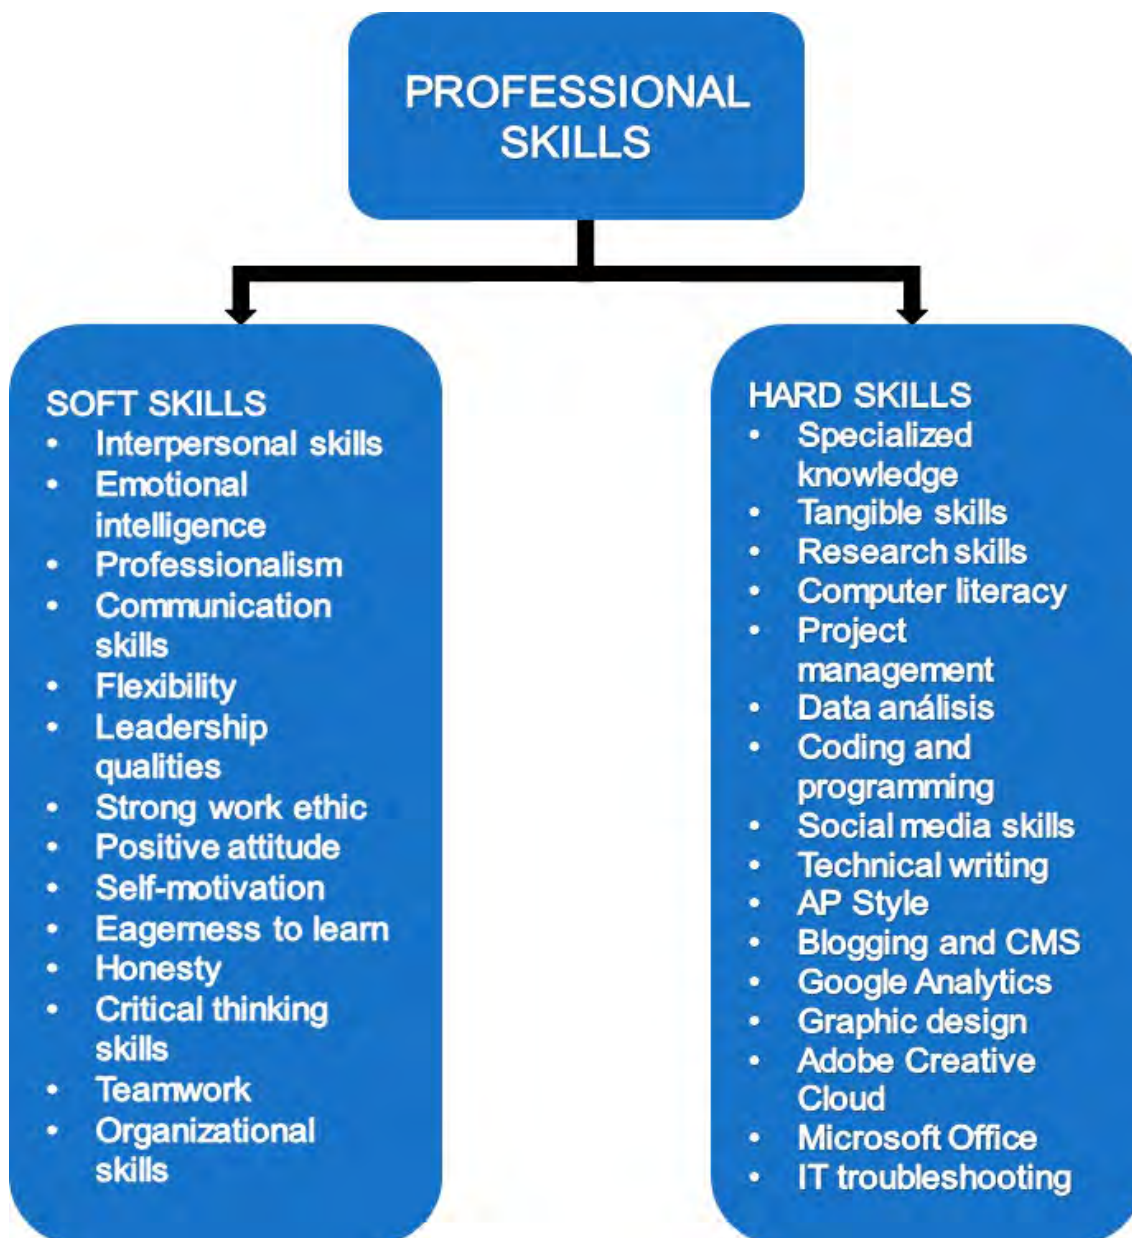 PROFESSIONAL
SKILLS
SOFT SKILLS
• Interpersonal skills
• Emotional
intelligence
• Professionalism
• Communication
skills
• Flexibility
• Leadership
qualities
• Strong work ethic
• Positive attitude
• Self-motivation
• Eagerness to learn
• Honesty
• Critical thinking
skills
• Teamwork
• Organizational
skills
HARD SKILLS
• Specialized
knowledge
• Tangible skills
• Research skills
• Computer literacy
• Project
management
• Data análisis
• Coding and
programming
• Social media skills
• Technical writing
• AP Style
• Blogging and CMS
• Google Analytics
• Graphic design
• Adobe Creative
Cloud
• Microsoft Office
• IT troubleshooting